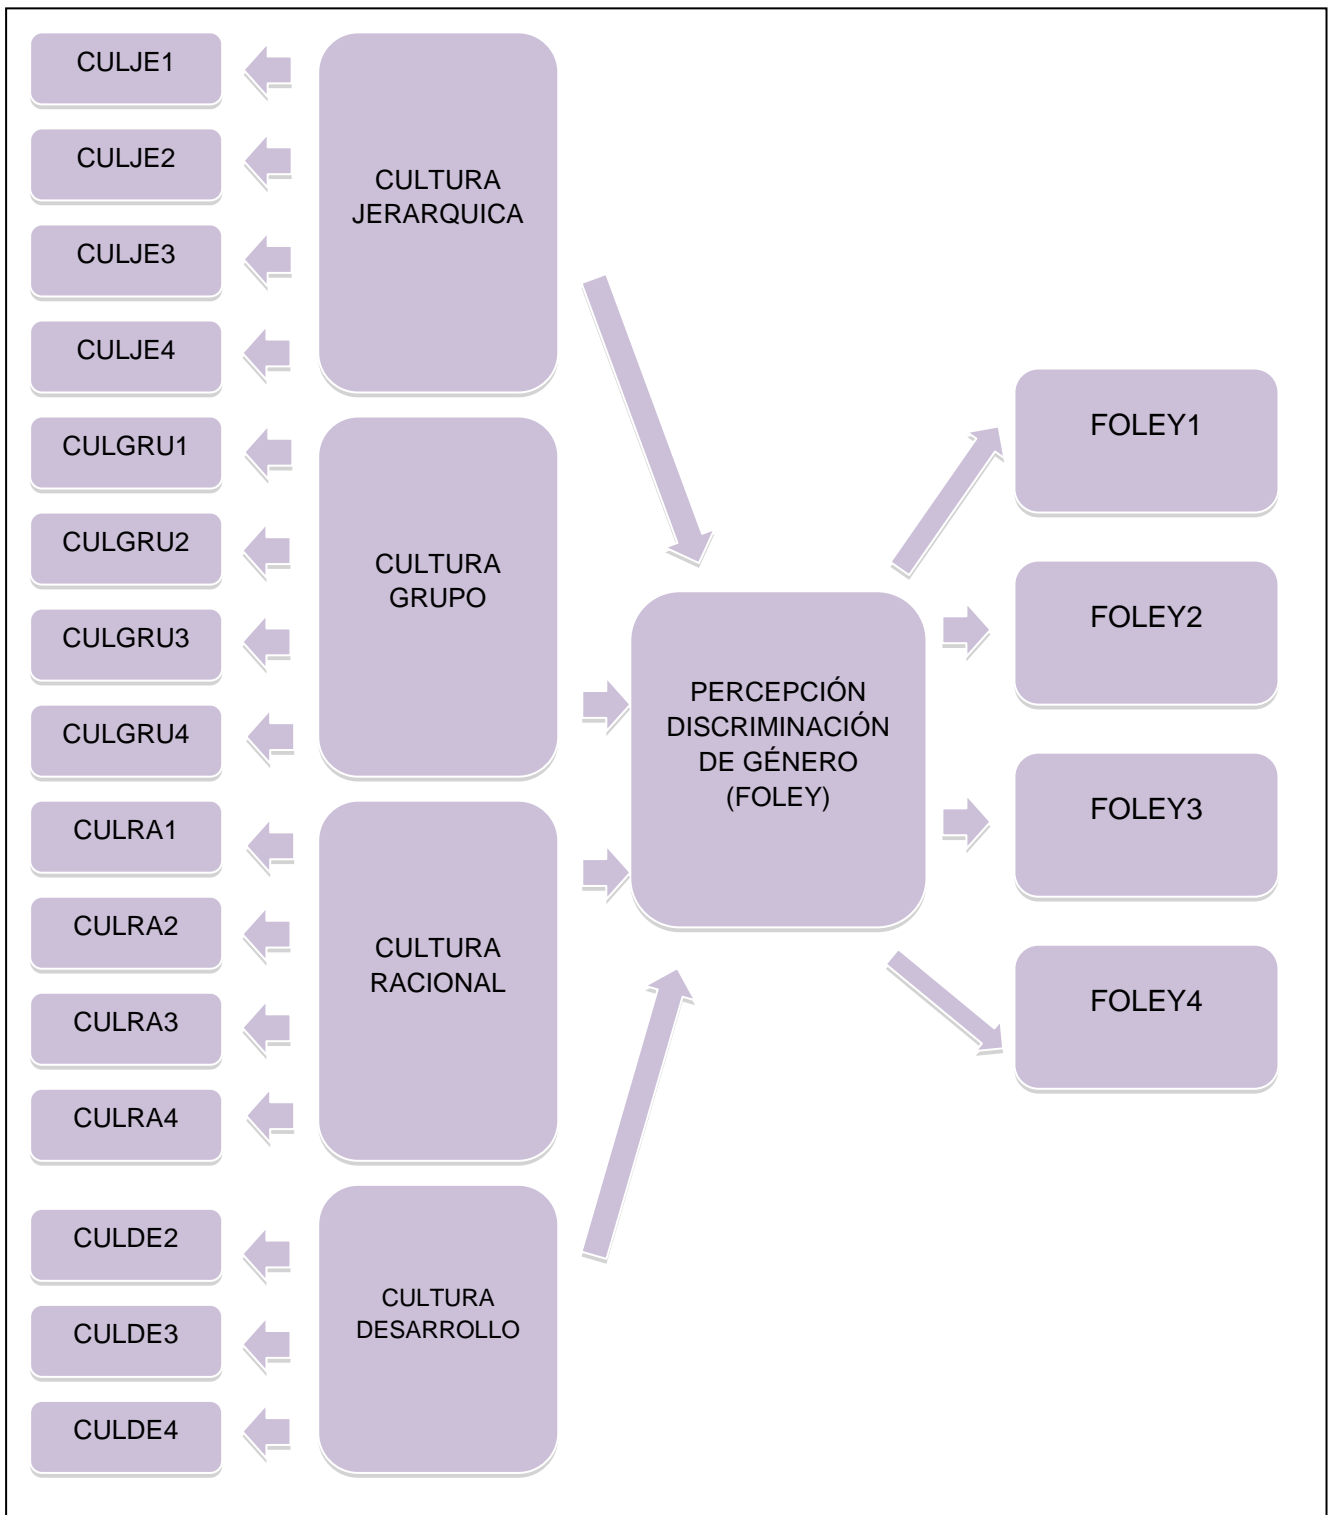 CULJE1
CULJE2
CULJE3
CULJE4
CULGRU1
CULGRU2
CULGRU3
CULGRU4
CULRA1
CULRA2
CULRA3
CULRA4
CULDE2
CULDE3
CULDE4
CULTURA
JERARQUICA
CULTURA
GRUPO
CULTURA
RACIONAL
CULTURA
DESARROLLO
PERCEPCIÓN
DISCRIMINACIÓN
DE GÉNERO
(FOLEY)
FOLEY1
FOLEY2
FOLEY3
FOLEY4